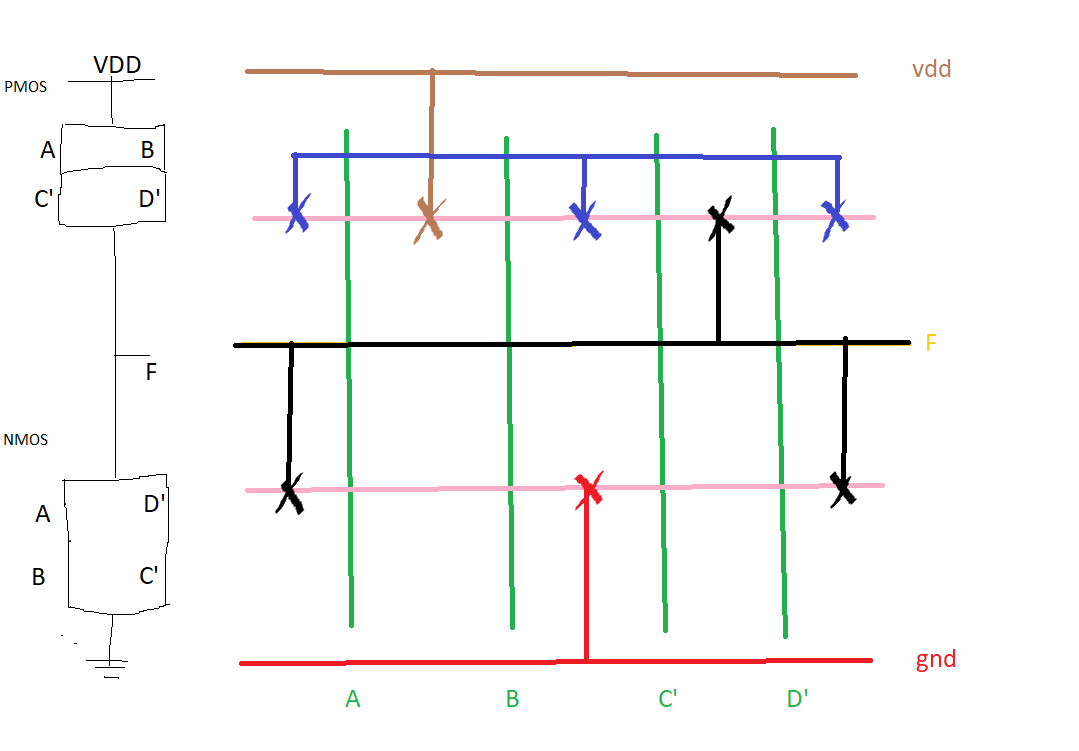 VDD
PMOS
A B
C' D'
F
NMOS
A D'
B C'
vdd
F
gnd
A B C' D'